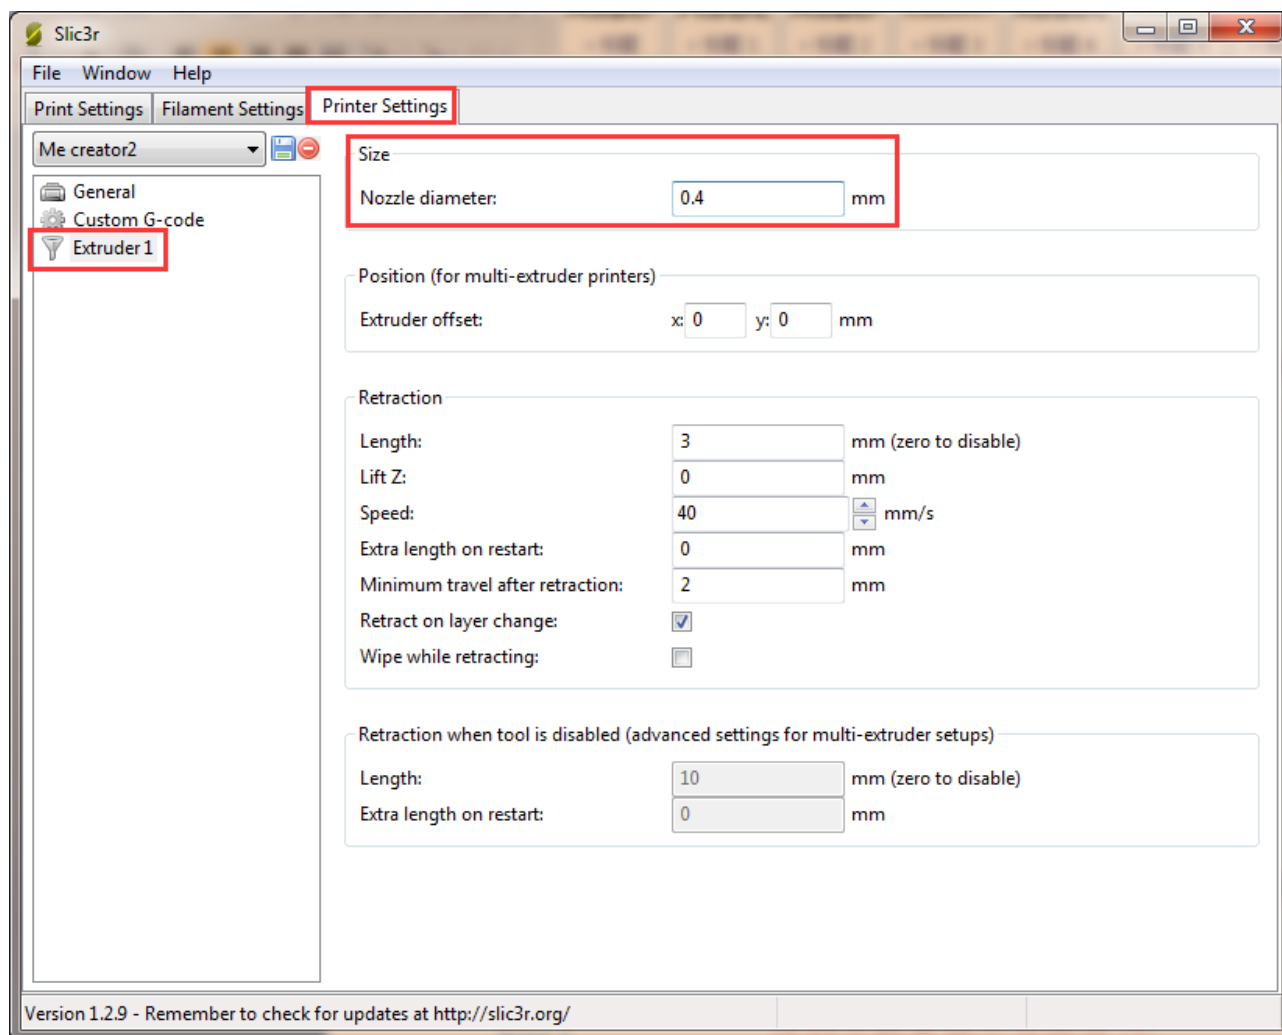 Slic3r
File Window Help
Print Settings Filament Settings Printer Settings
Me creator2
General
Custom G-code
Extruder 1
Size
Nozzle diameter: 0.4 mm
Position (for multi-extruder printers)
Extruder offset: x: 0 y: 0 mm
Retraction
Length: 3 mm (zero to disable)
Lift Z: 0 mm
Speed: 40 mm/s
Extra length on restart: 0 mm
Minimum travel after retraction: 2 mm
Retract on layer change:
Wipe while retracting:
Retraction when tool is disabled (advanced settings for multi-extruder setups)
Length: 10 mm (zero to disable)
Extra length on restart: 0 mm
Version 1.2.9 - Remember to check for updates at http://slic3r.org/